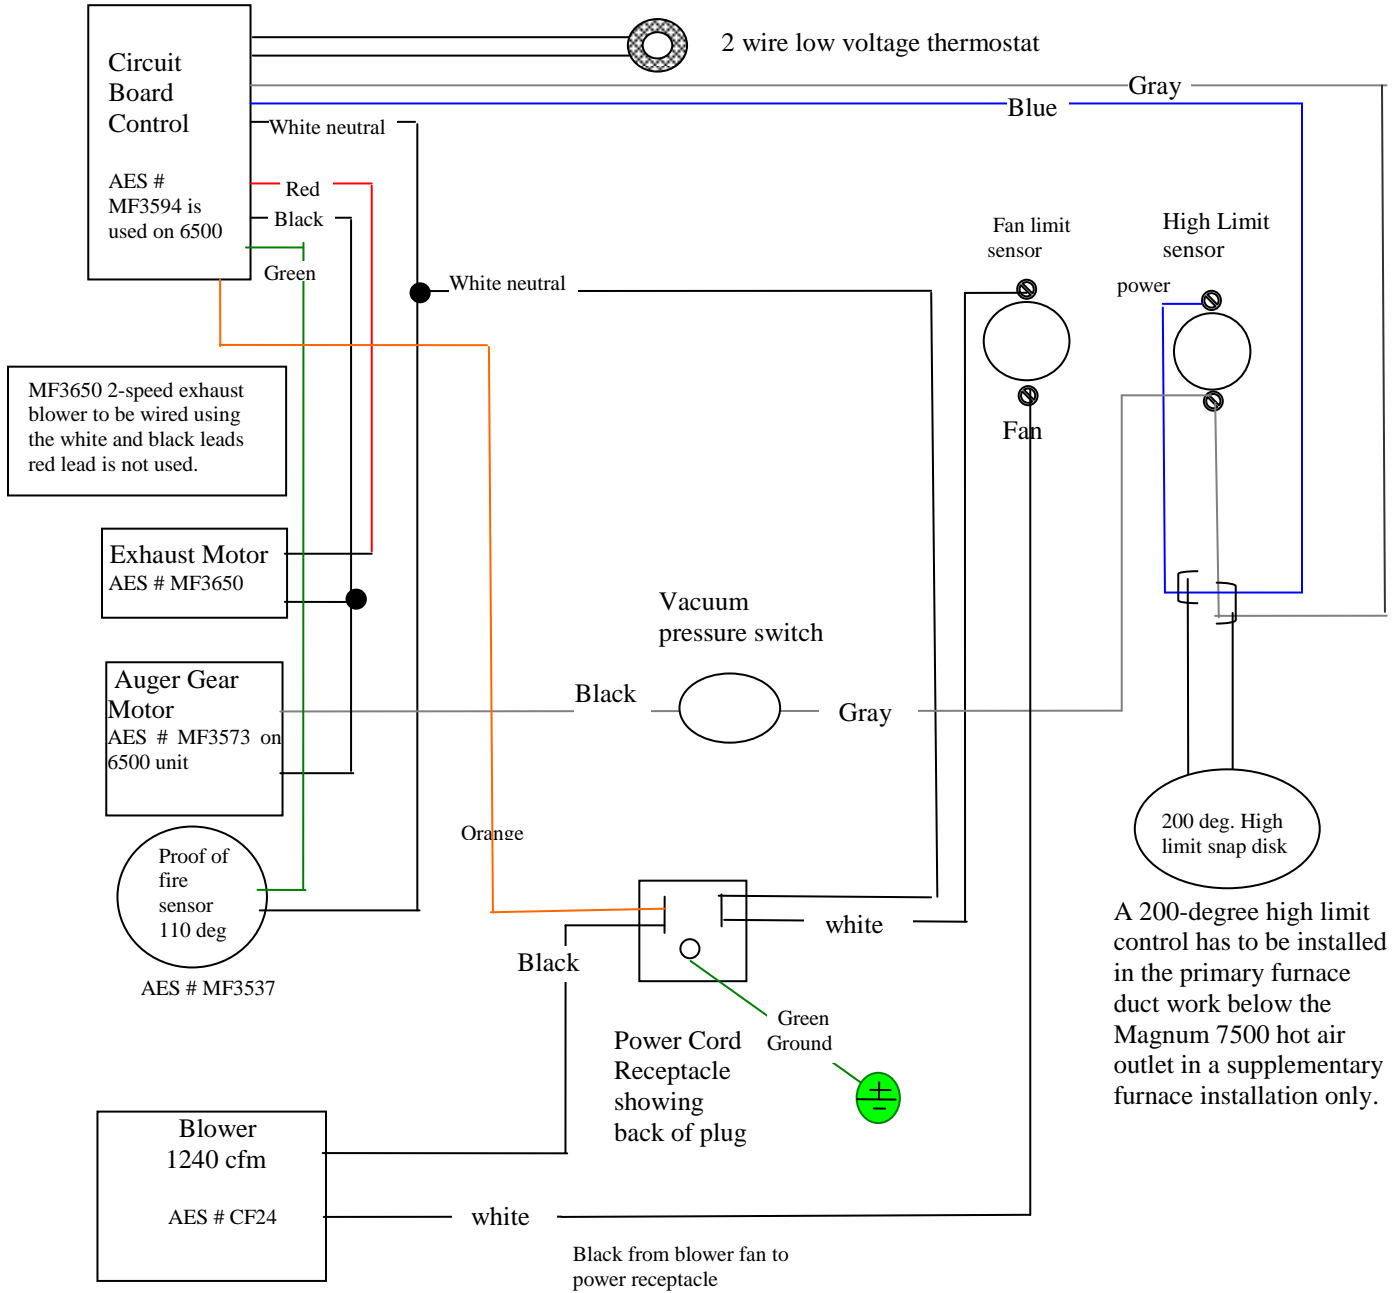 2 wire low voltage thermostat
Circuit
Board
Control
AES #
MF3594 is
used on 6500
Gray
Blue
White neutral
Red
Black
Green
White neutral
Fan limit
sensor
High Limit
sensor
power
Fan
MF3650 2-speed exhaust
blower to be wired using
the white and black leads
red lead is not used.
Exhaust Motor
AES # MF3650
Vacuum
pressure switch
Auger Gear
Motor
AES # MF3573 on
6500 unit
Black
Gray
Orange
Proof of
fire
sensor
110 deg
AES # MF3537
200 deg. High
limit snap disk
white
Black
A 200-degree high limit
control has to be installed
in the primary furnace
duct work below the
Magnum 7500 hot air
outlet in a supplementary
furnace installation only.
Green
Ground
Power Cord
Receptacle
showing
back of plug
Blower
1240 cfm
AES # CF24
white
Black from blower fan to
power receptacle